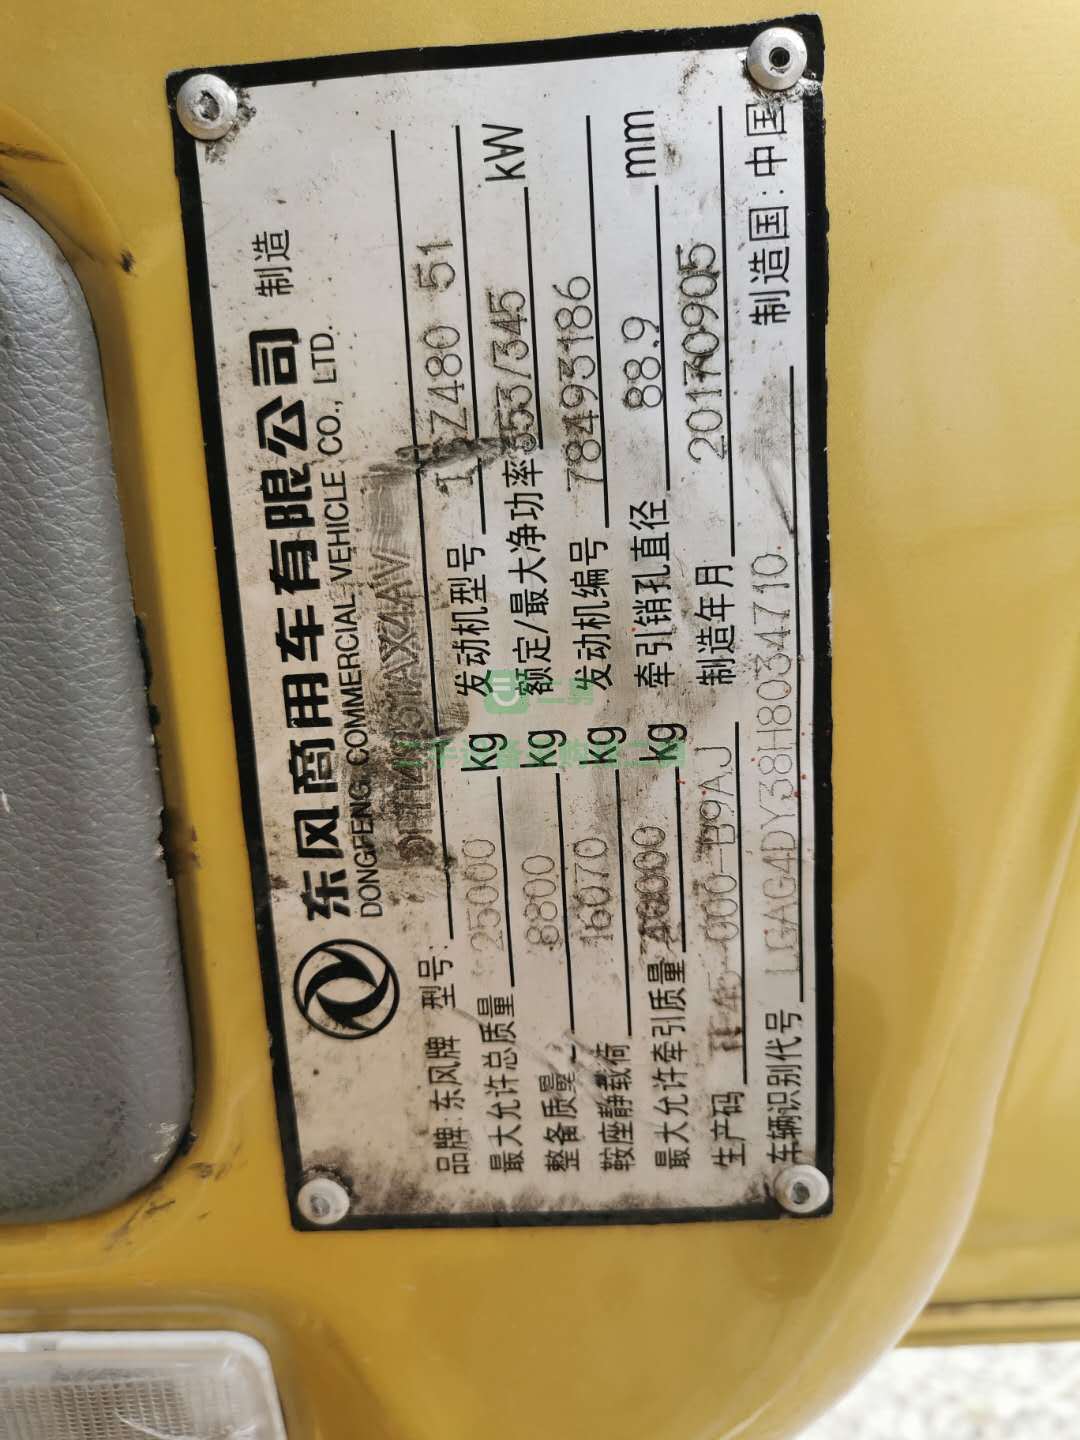 东风商用车有限公司 制造
DONGFENG COMMERCIAL VEHICLE CO., LTD.
品牌: 东风牌 型号:
最大允许总质量 25000 kg 发动机型号 Z480 51
整备质量 8800 kg 额定/最大净功率 353/345 kW
鞍座静载荷 16070 kg 发动机编号 78493186
最大允许牵引质量 kg 牵引销孔直径 88.9 mm
生产码 制造年月 20170905
车辆识别代号 LGAG4DY38H8034710 制造国: 中国